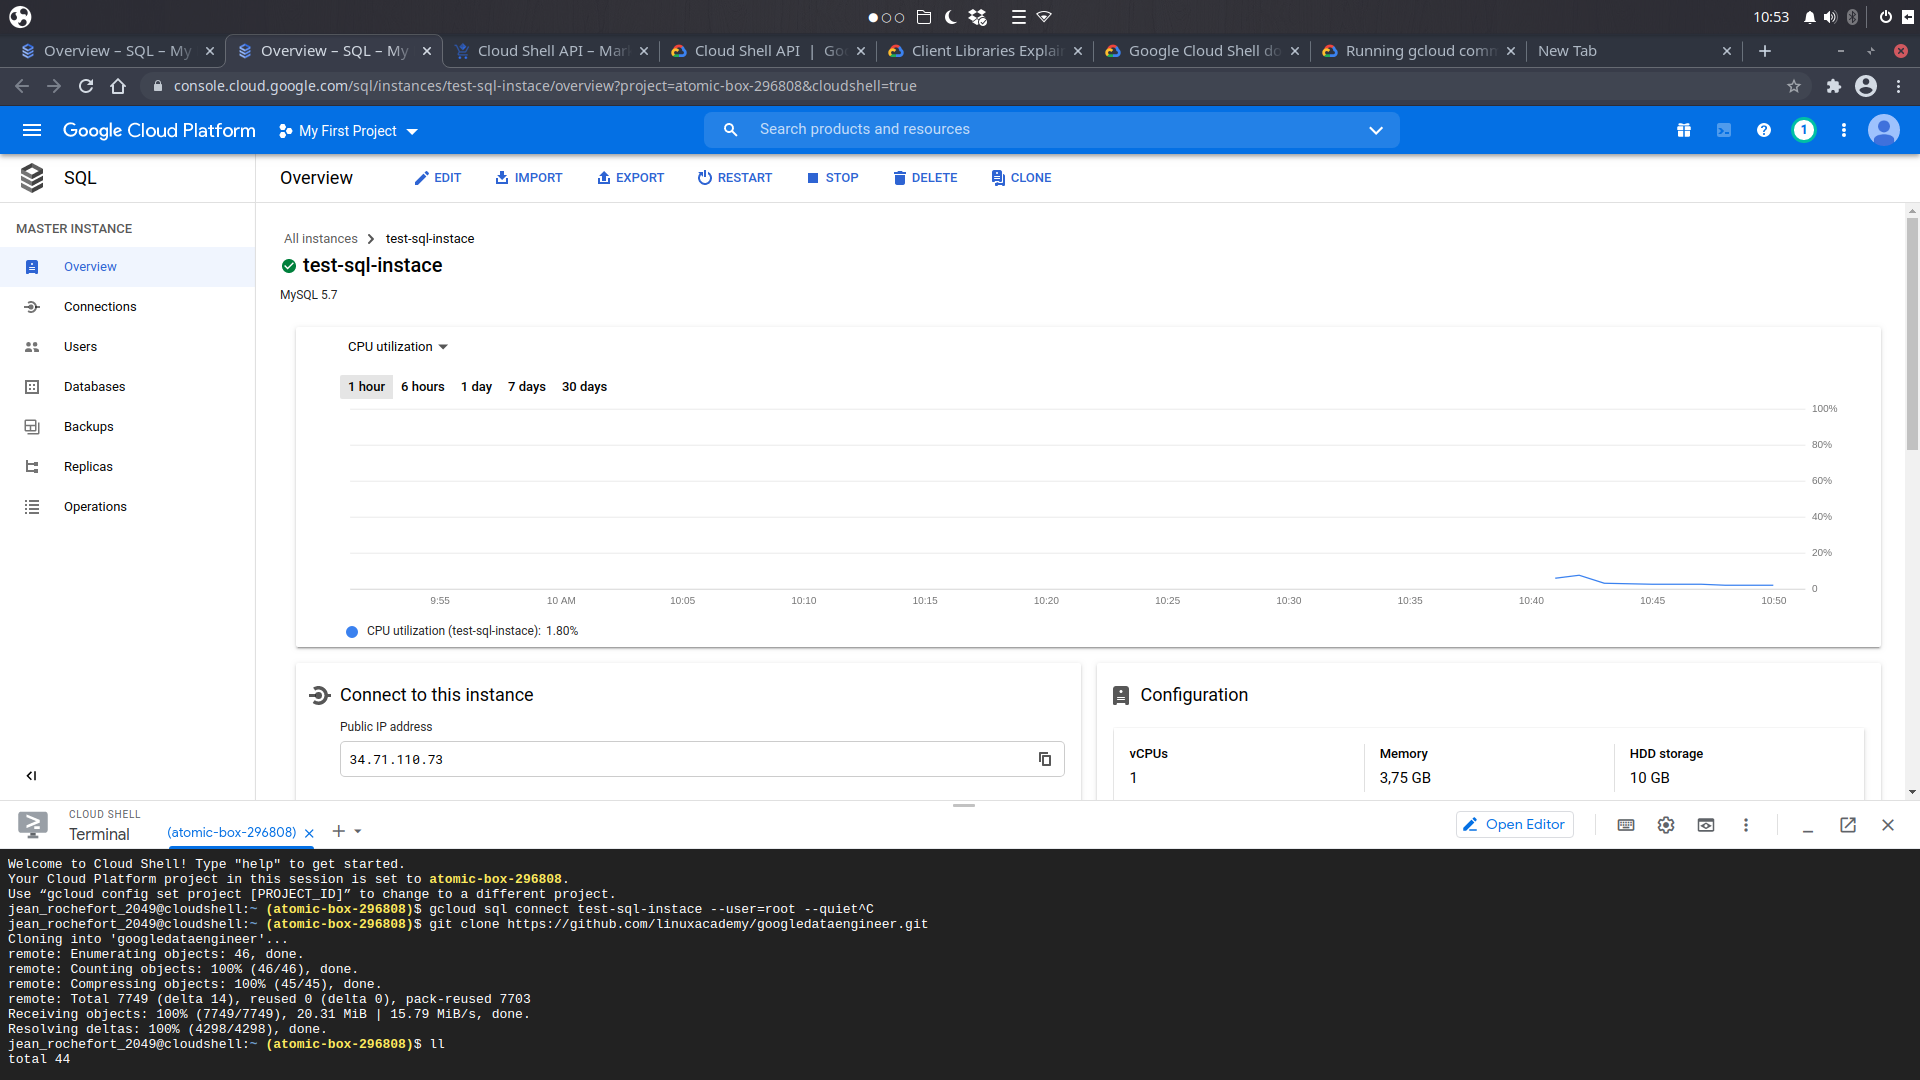 10:53
Overview – SQL – My
Overview – SQL – My
Cloud Shell API – Mar
Cloud Shell API | Goo
Client Libraries Explai
Google Cloud Shell do
Running gcloud comm
New Tab
console.cloud.google.com/sql/instances/test-sql-instace/overview?project=atomic-box-296808&cloudshell=true
Google Cloud Platform
My First Project
Search products and resources
1
SQL
Overview
EDIT
IMPORT
EXPORT
RESTART
STOP
DELETE
CLONE
MASTER INSTANCE
Overview
Connections
Users
Databases
Backups
Replicas
Operations
All instances
test-sql-instace
test-sql-instace
MySQL 5.7
CPU utilization
1 hour 6 hours 1 day 7 days 30 days
100%
80%
60%
40%
20%
0
9:55 10 AM 10:05 10:10 10:15 10:20 10:25 10:30 10:35 10:40 10:45 10:50
CPU utilization (test-sql-instace): 1.80%
Connect to this instance
Public IP address
34.71.110.73
Configuration
vCPUs
1
Memory
3,75 GB
HDD storage
10 GB
CLOUD SHELL
Terminal
(atomic-box-296808)
Open Editor
Welcome to Cloud Shell! Type "help" to get started.
Your Cloud Platform project in this session is set to atomic-box-296808.
Use “gcloud config set project [PROJECT_ID]” to change to a different project.
jean_rochefort_2049@cloudshell:~ (atomic-box-296808)$ gcloud sql connect test-sql-instace --user=root --quiet^C
jean_rochefort_2049@cloudshell:~ (atomic-box-296808)$ git clone https://github.com/linuxacademy/googledataengineer.git
Cloning into 'googledataengineer'...
remote: Enumerating objects: 46, done.
remote: Counting objects: 100% (46/46), done.
remote: Compressing objects: 100% (45/45), done.
remote: Total 7749 (delta 14), reused 0 (delta 0), pack-reused 7703
Receiving objects: 100% (7749/7749), 20.31 MiB | 15.79 MiB/s, done.
Resolving deltas: 100% (4298/4298), done.
jean_rochefort_2049@cloudshell:~ (atomic-box-296808)$ ll
total 44